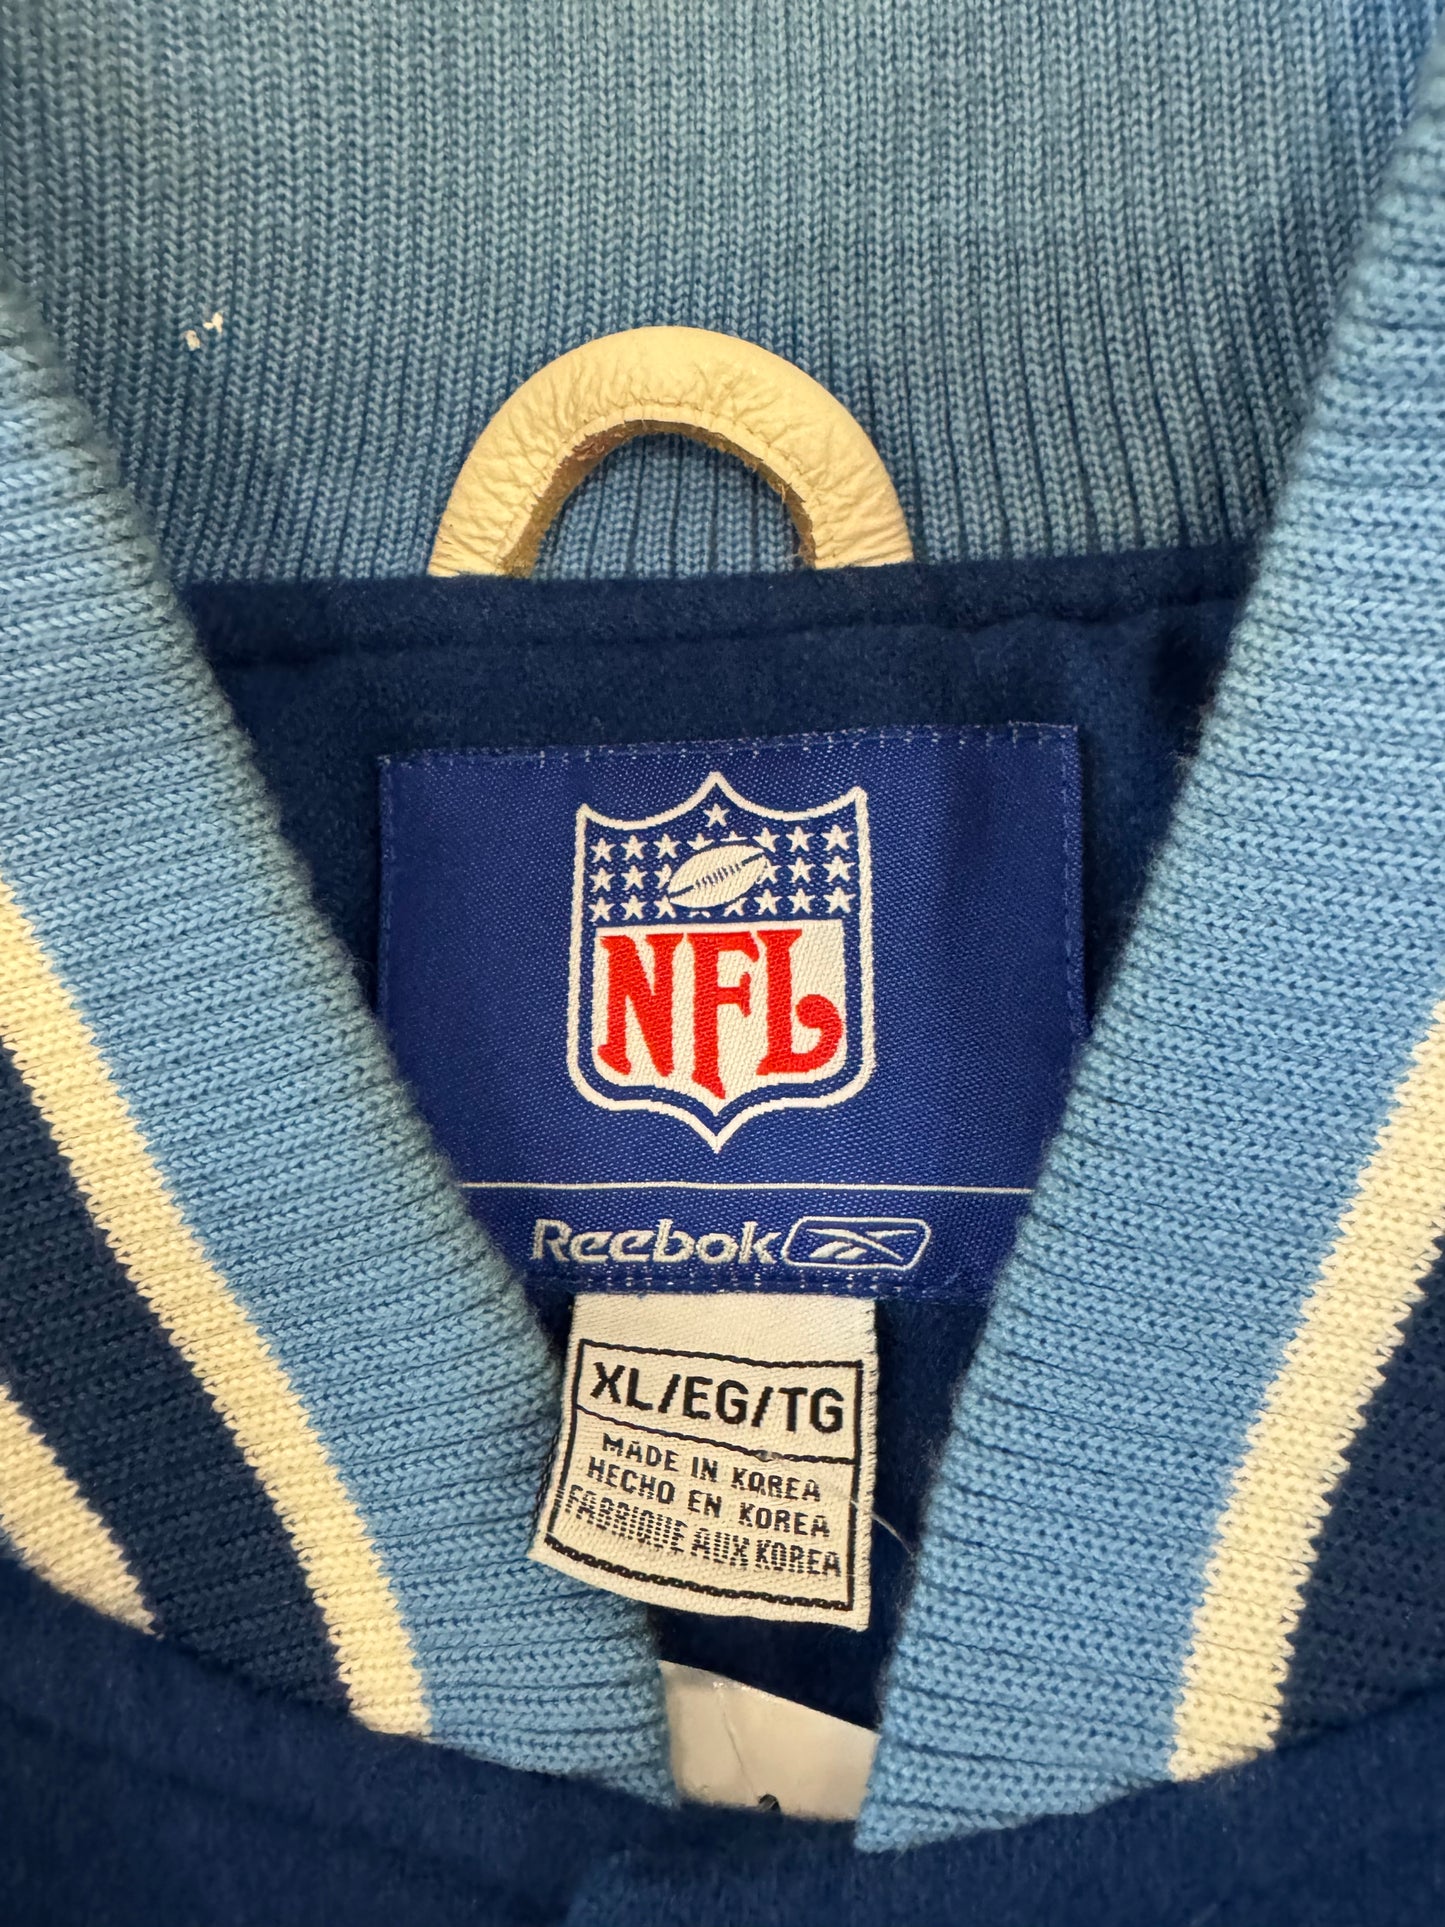 NFL
Reebok
XL/EG/TG
MADE IN KOREA
HECHO EN KOREA
FABRIQUE AUX KOREA